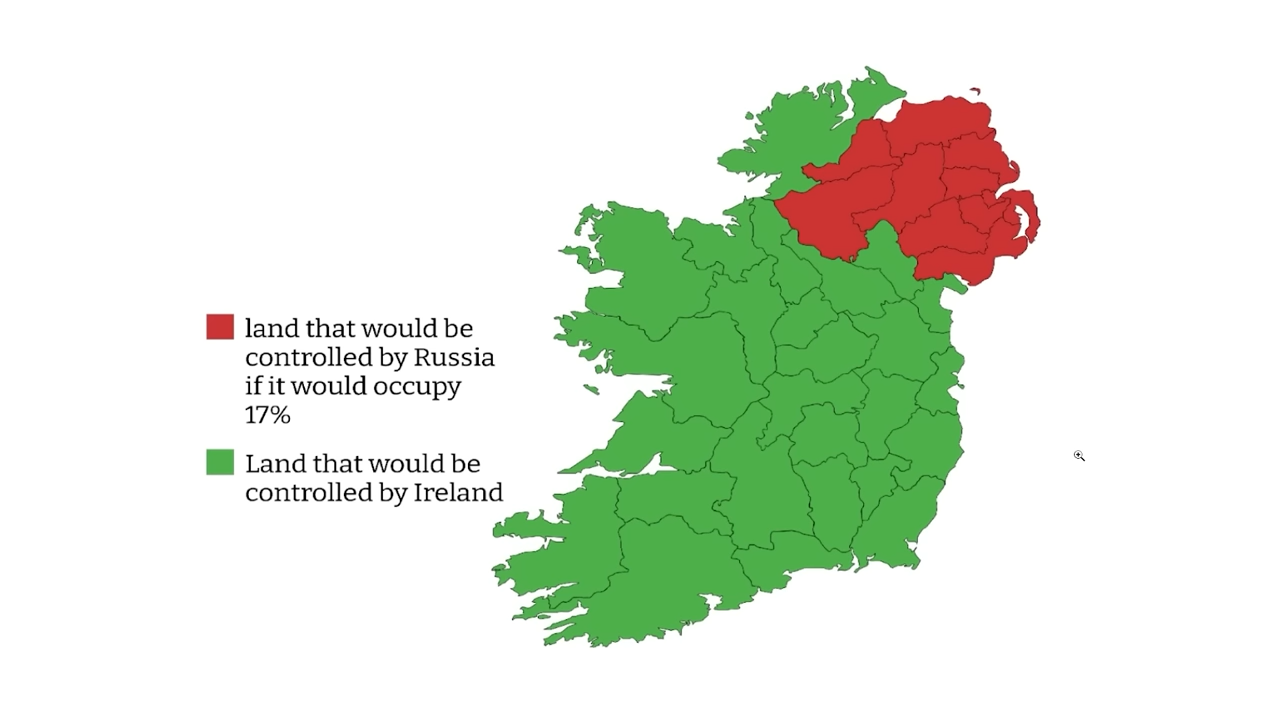 land that would be
controlled by Russia
if it would occupy
17%
Land that would be
controlled by Ireland